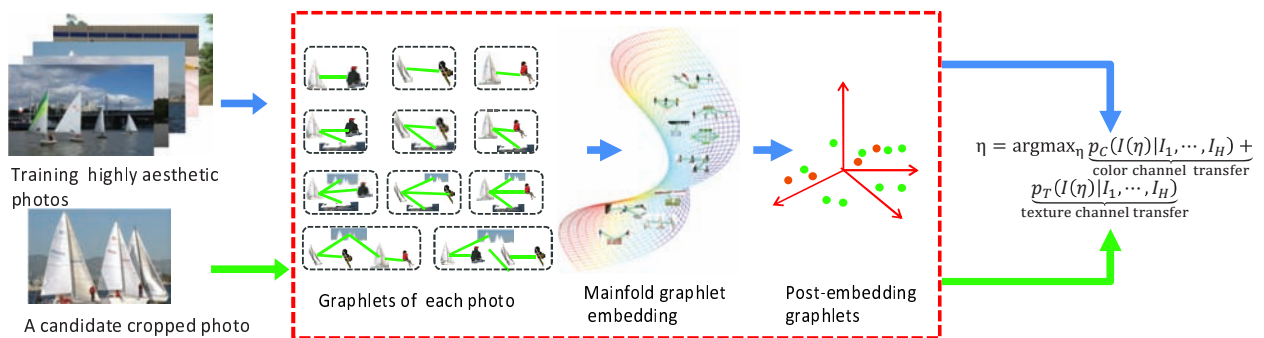 Training highly aesthetic
photos
A candidate cropped photo
Graphlets of each photo
Mainfold graphlet
embedding
Post-embedding
graphlets
η = argmax_η p_C(I(η)|I_1, ⋯, I_H) +
color channel transfer
p_T(I(η)|I_1, ⋯, I_H)
texture channel transfer